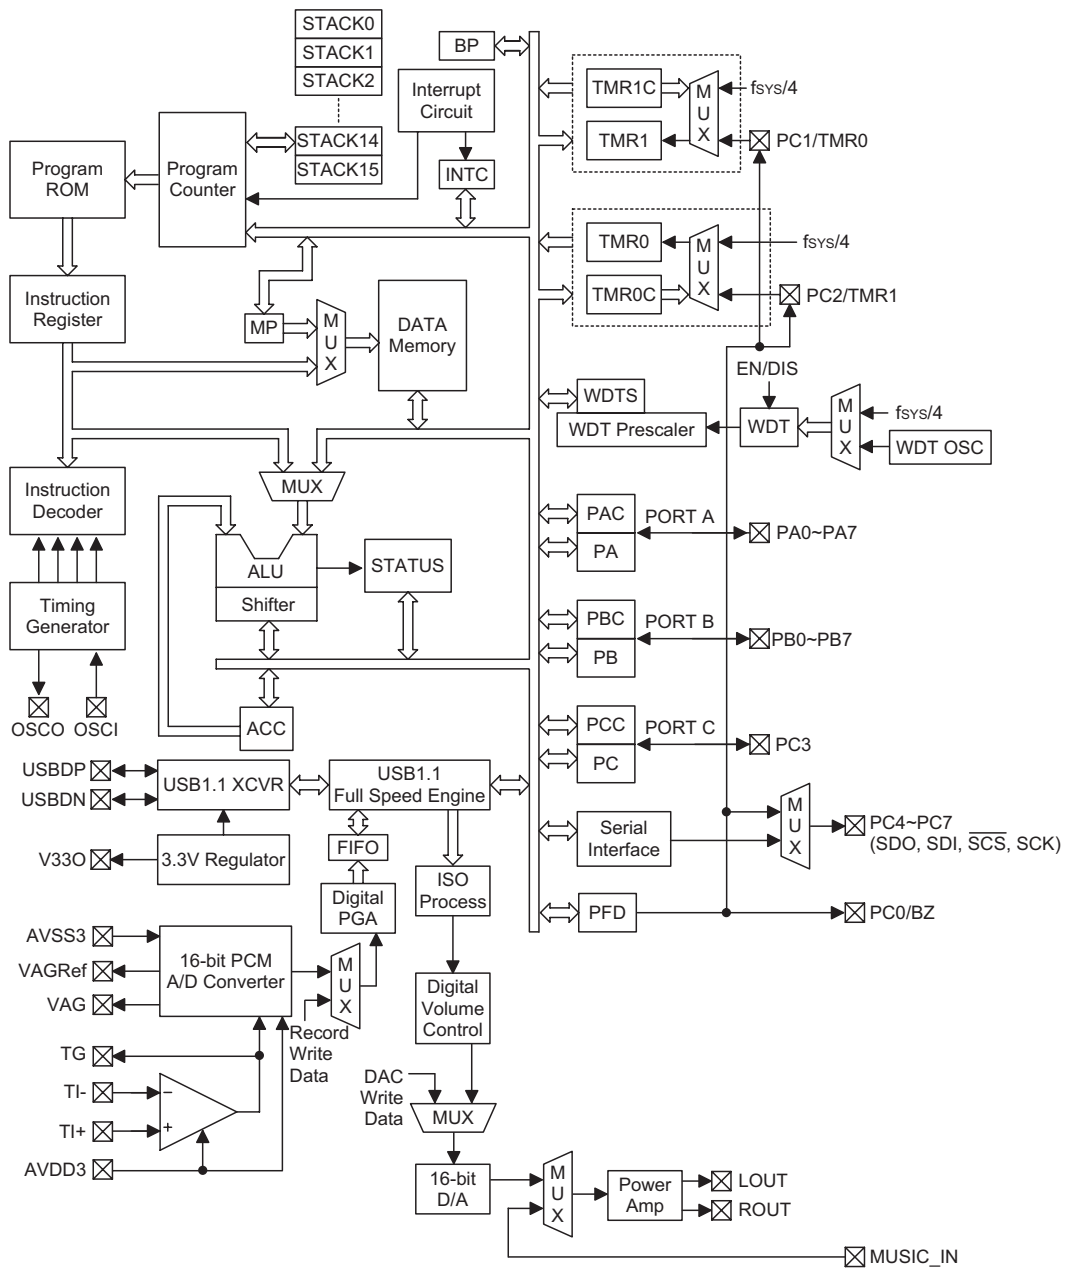 STACK0
STACK1
STACK2
STACK14
STACK15
BP
Interrupt
Circuit
INTC
Program
ROM
Program
Counter
TMR1C
TMR1
M
U
X
fSYS/4
PC1/TMR0
TMR0
TMR0C
M
U
X
fSYS/4
PC2/TMR1
Instruction
Register
MP
M
U
X
DATA
Memory
EN/DIS
WDTS
WDT Prescaler
WDT
M
U
X
fSYS/4
WDT OSC
Instruction
Decoder
MUX
ALU
Shifter
STATUS
PAC
PA
PORT A
PA0~PA7
Timing
Generator
PBC
PB
PORT B
PB0~PB7
OSCO
OSCI
ACC
PCC
PC
PORT C
PC3
USBDP
USBDN
USB1.1 XCVR
USB1.1
Full Speed Engine
V33O
3.3V Regulator
FIFO
Serial
Interface
M
U
X
PC4~PC7
(SDO, SDI, S̅C̅S̅, SCK)
Digital
PGA
ISO
Process
PFD
PC0/BZ
AVSS3
VAGRef
VAG
16-bit PCM
A/D Converter
M
U
X
Record
Write
Data
Digital
Volume
Control
TG
TI-
TI+
AVDD3
−
+
DAC
Write
Data
MUX
16-bit
D/A
M
U
X
Power
Amp
LOUT
ROUT
MUSIC_IN